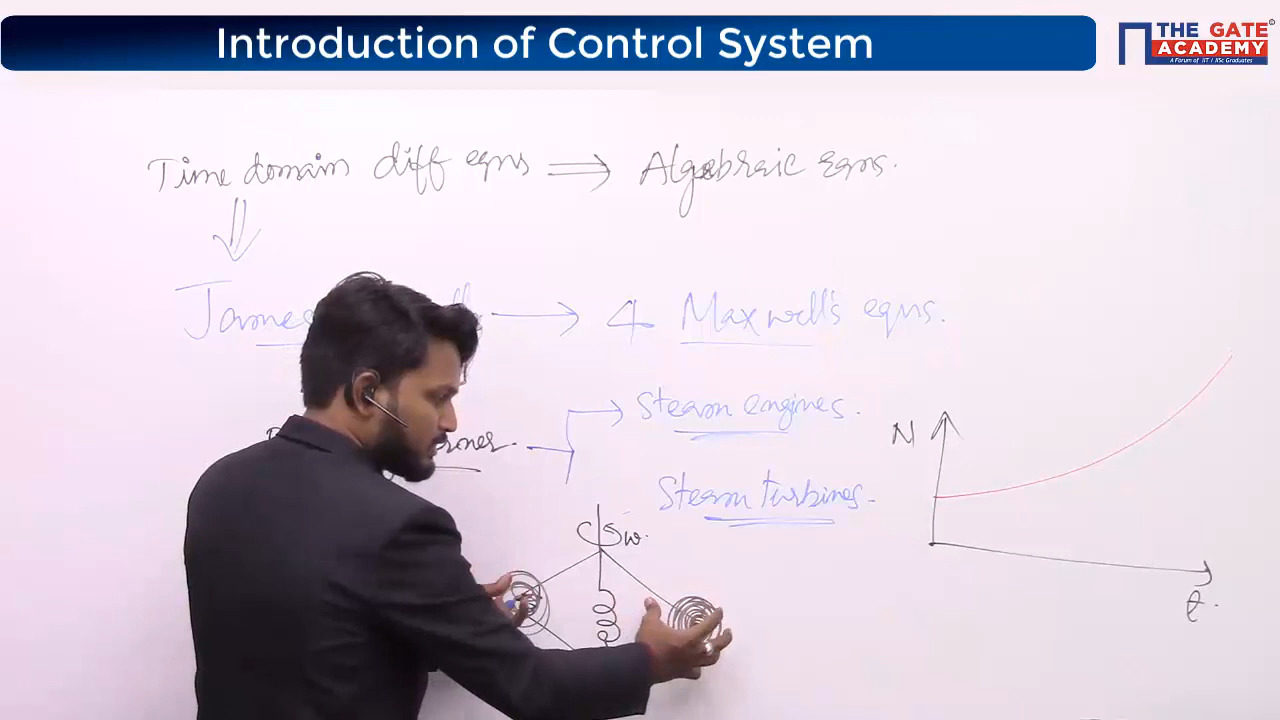 Introduction of Control System
THE GATE
ACADEMY
A Forum of IIT / IISc Graduates
Time domain diff eqns ⟹ Algebraic eqns.
James → 4 Maxwell's eqns.
Steam engines.
Steam turbines.
N
ω.
t.